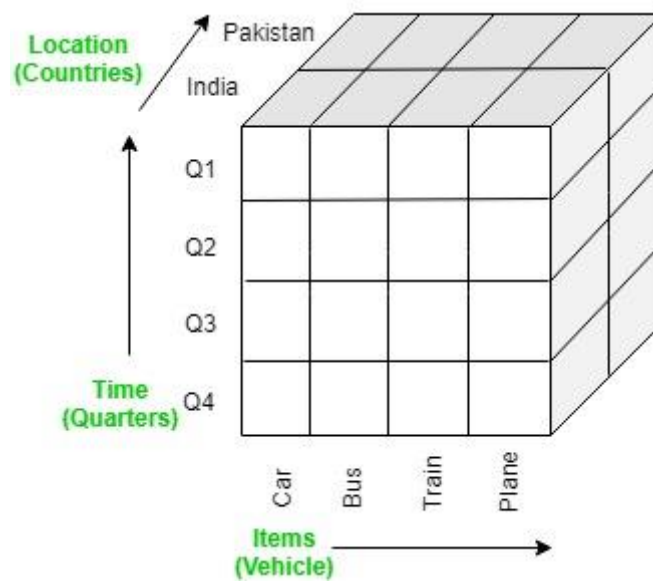 Location
(Countries)
Pakistan
India
Q1
Q2
Q3
Q4
Time
(Quarters)
Car
Bus
Train
Plane
Items
(Vehicle)